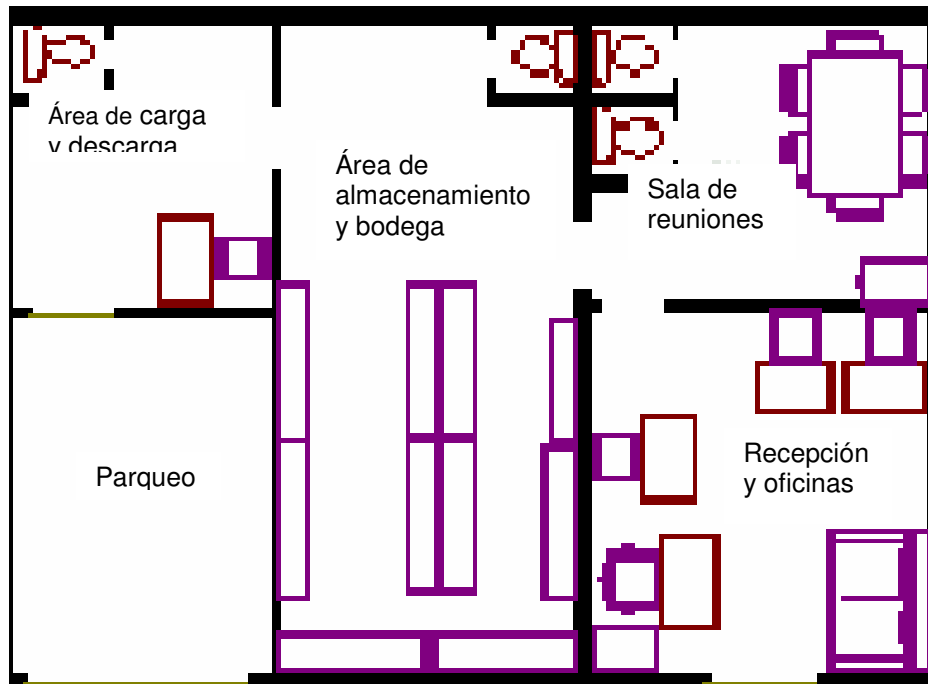 Área de carga
y descarga
Área de
almacenamiento
y bodega
Sala de
reuniones
Parqueo
Recepción
y oficinas